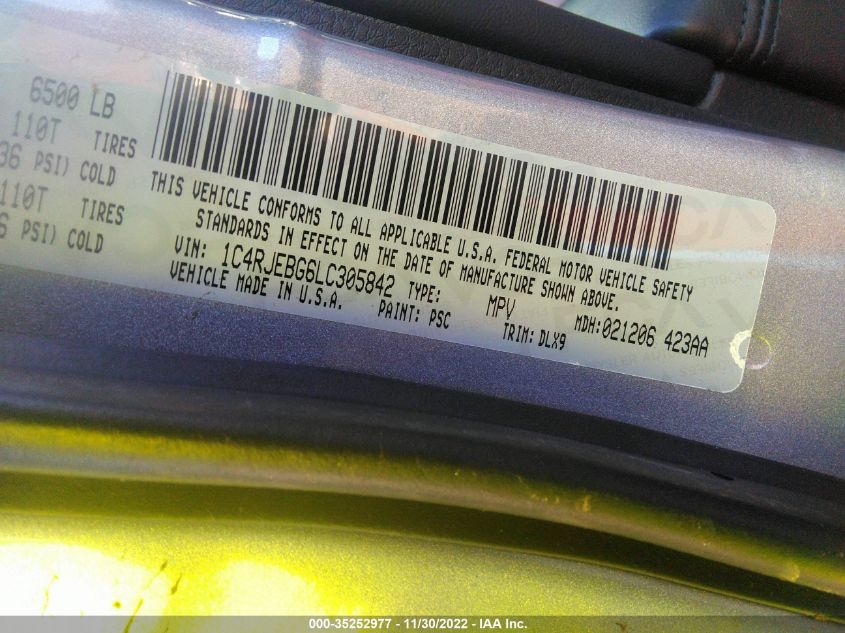 6500 LB
110T TIRES
36 PSI) COLD
110T TIRES
6 PSI) COLD
THIS VEHICLE CONFORMS TO ALL APPLICABLE U.S.A. FEDERAL MOTOR VEHICLE SAFETY
STANDARDS IN EFFECT ON THE DATE OF MANUFACTURE SHOWN ABOVE.
VIN: 1C4RJEBG6LC305842 TYPE: MPV MDH:021206 423AA
VEHICLE MADE IN U.S.A. PAINT: PSC TRIM: DLX9
000-35252977 - 11/30/2022 - IAA Inc.